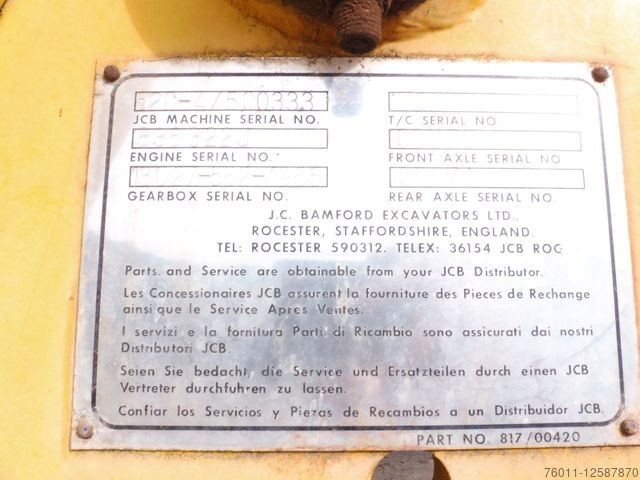 JCB MACHINE SERIAL NO.
T/C SERIAL NO
ENGINE SERIAL NO.
FRONT AXLE SERIAL NO.
GEARBOX SERIAL NO.
REAR AXLE SERIAL NO.
J.C. BAMFORD EXCAVATORS LTD.,
ROCESTER, STAFFORDSHIRE, ENGLAND.
TEL: ROCESTER 590312. TELEX: 36154 JCB ROC
Parts and Service are obtainable from your JCB Distributor.
Les Concessionaires JCB assurent la fourniture des Pieces de Rechange
ainsi que le Service Apres Ventes.
I servizi e la fornitura Parti di Ricambio sono assicurati dai nostri
Distributori JCB.
Seien Sie bedacht, die Service und Ersatzteilen durch einen JCB
Vertreter durchfuhren zu lassen.
Confiar los Servicios y Piezas de Recambios a un Distribuidor JCB.
PART NO. 817/00420
76011-12587870